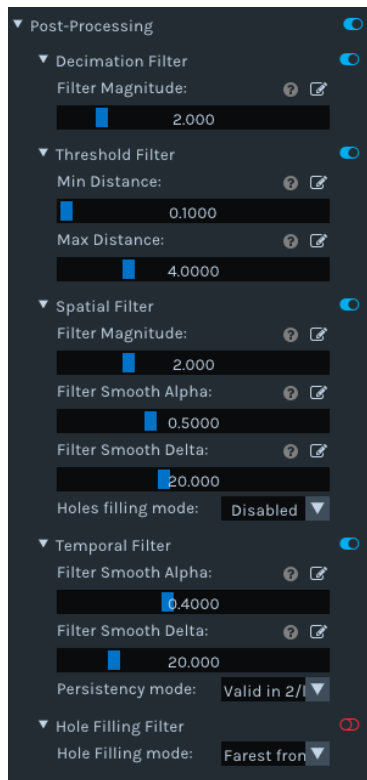 Post-Processing
Decimation Filter
Filter Magnitude:
2.000
Threshold Filter
Min Distance:
0.1000
Max Distance:
4.0000
Spatial Filter
Filter Magnitude:
2.000
Filter Smooth Alpha:
0.5000
Filter Smooth Delta:
20.000
Holes filling mode: Disabled
Temporal Filter
Filter Smooth Alpha:
0.4000
Filter Smooth Delta:
20.000
Persistency mode: Valid in 2/
Hole Filling Filter
Hole Filling mode: Farest fron